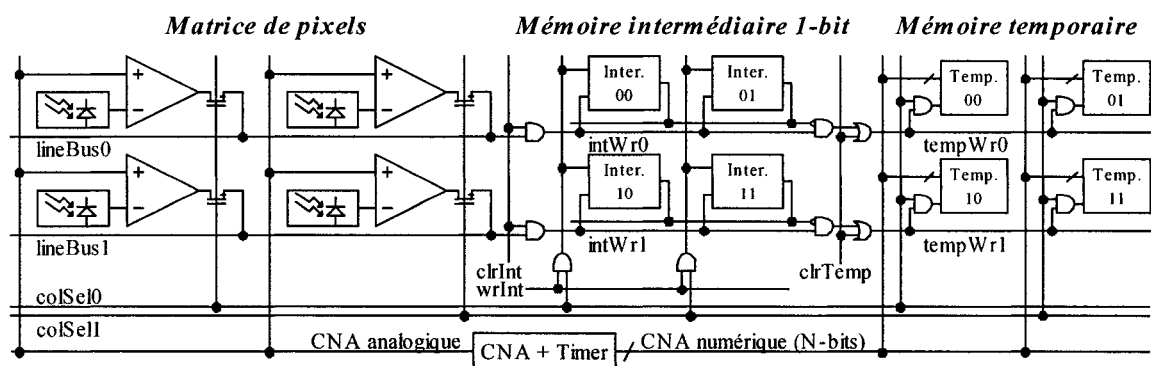 Matrice de pixels
Mémoire intermédiaire 1-bit
Mémoire temporaire
+
−
+
−
Inter. 00
Inter. 01
Temp. 00
Temp. 01
lineBus0
intWr0
tempWr0
+
−
+
−
Inter. 10
Inter. 11
Temp. 10
Temp. 11
lineBus1
intWr1
tempWr1
clrInt
wrInt
clrTemp
colSel0
colSel1
CNA analogique
CNA + Timer
CNA numérique (N-bits)